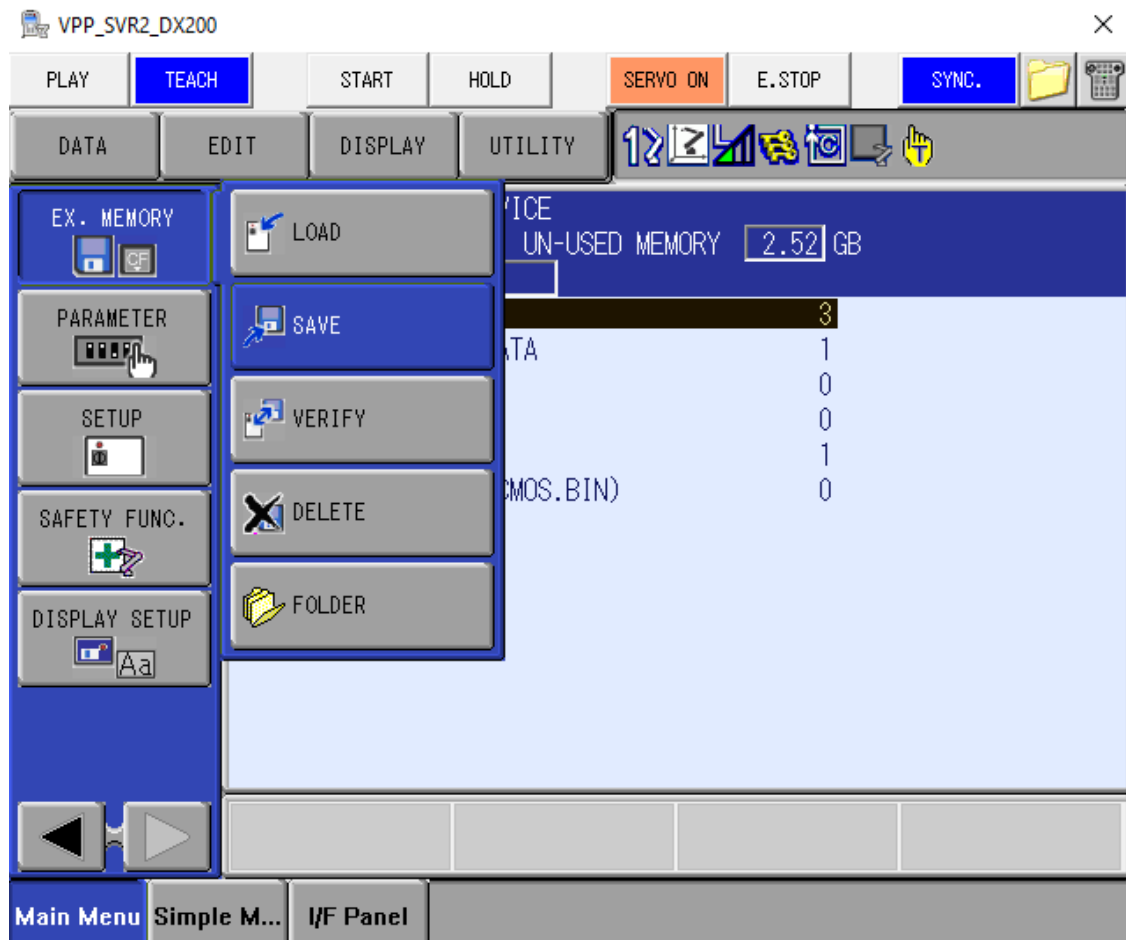 VPP_SVR2_DX200
PLAY TEACH START HOLD SERVO ON E.STOP SYNC.
DATA EDIT DISPLAY UTILITY
EX. MEMORY
CF
PARAMETER
SETUP
SAFETY FUNC.
DISPLAY SETUP
Aa
LOAD
SAVE
VERIFY
DELETE
FOLDER
VICE
UN-USED MEMORY 2.52 GB
3
ATA 1
0
0
1
CMOS.BIN) 0
Main Menu Simple M... I/F Panel